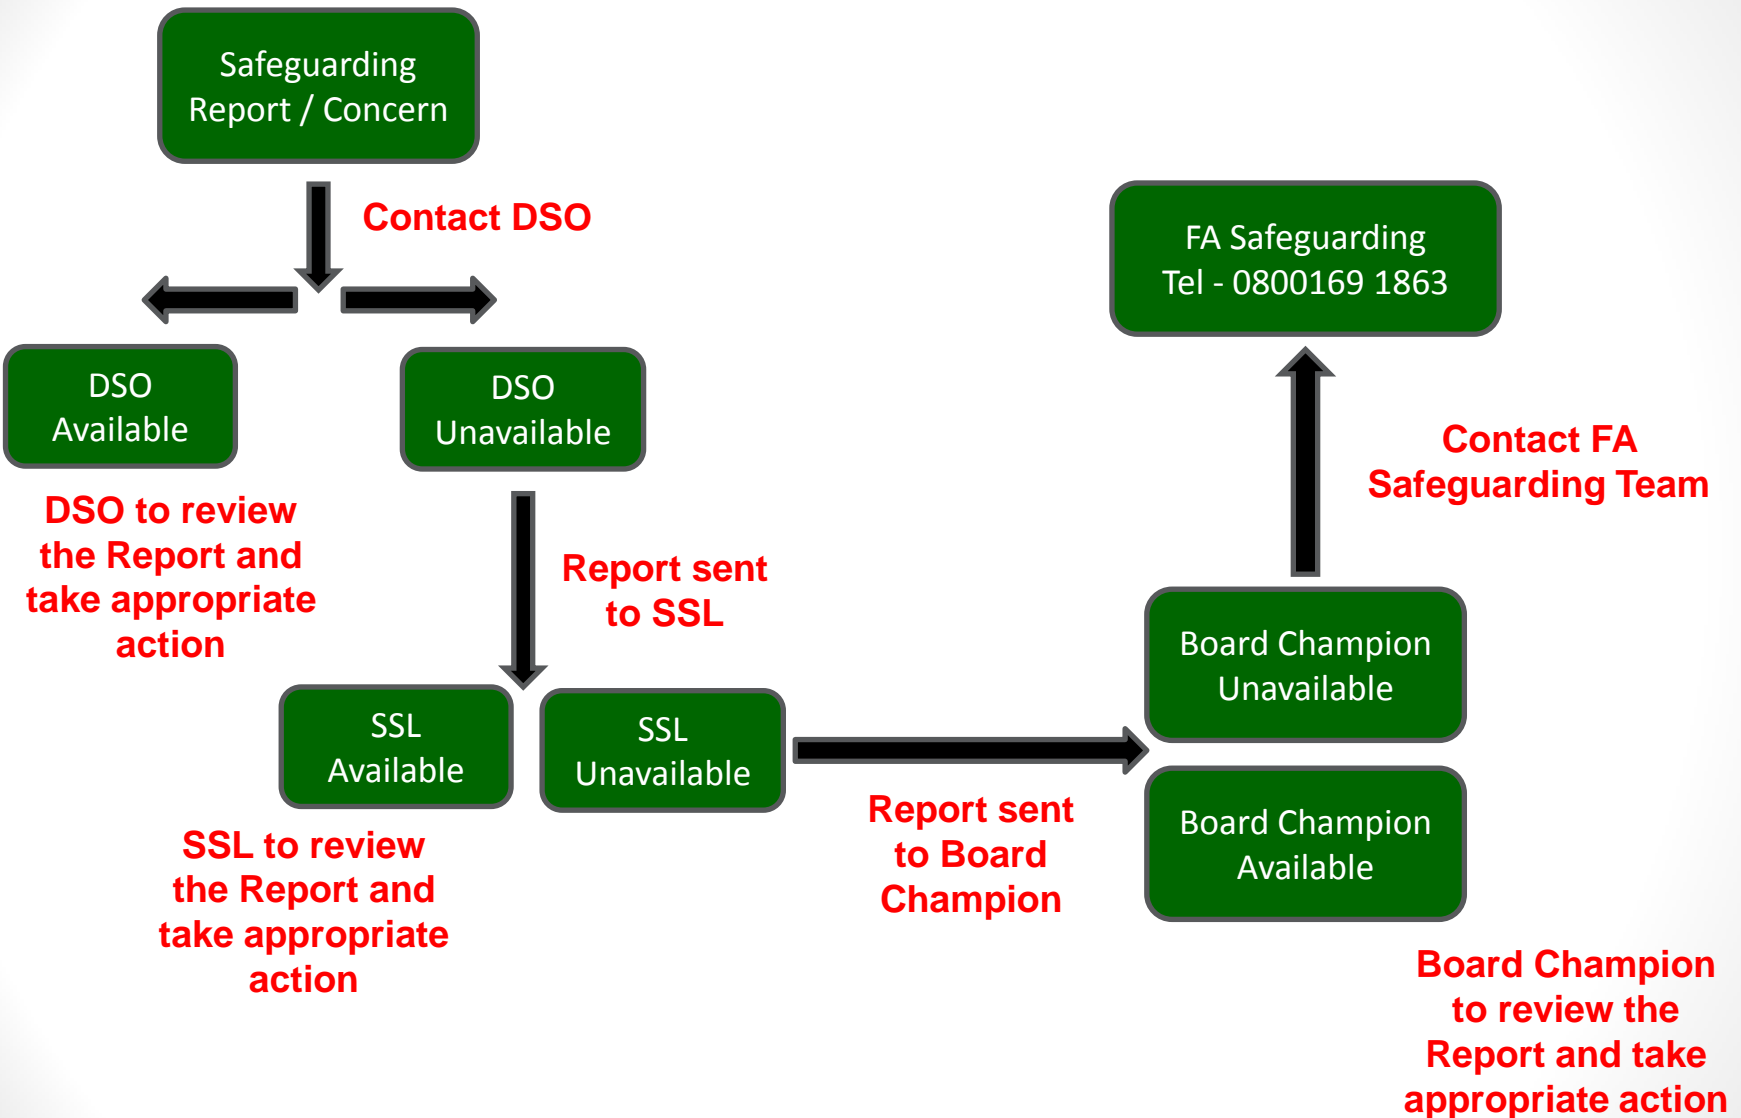 Safeguarding
Report / Concern
Contact DSO
DSO
Available
DSO
Unavailable
DSO to review
the Report and
take appropriate
action
Report sent
to SSL
SSL
Available
SSL
Unavailable
SSL to review
the Report and
take appropriate
action
Report sent
to Board
Champion
FA Safeguarding
Tel - 0800169 1863
Contact FA
Safeguarding Team
Board Champion
Unavailable
Board Champion
Available
Board Champion
to review the
Report and take
appropriate action